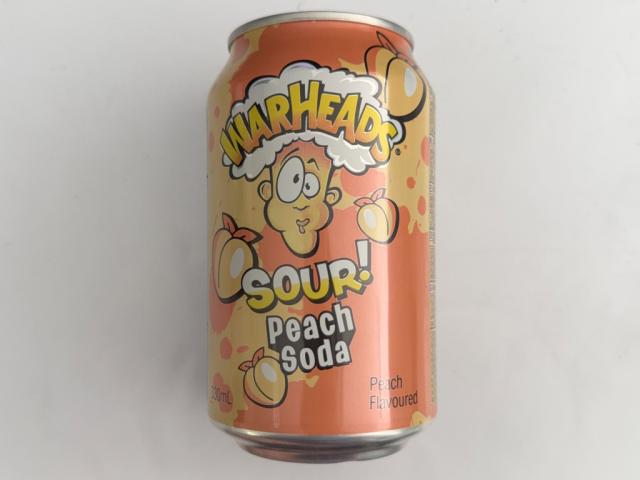 WARHEADS®
SOUR!
Peach
Soda
Peach
Flavoured
330mL